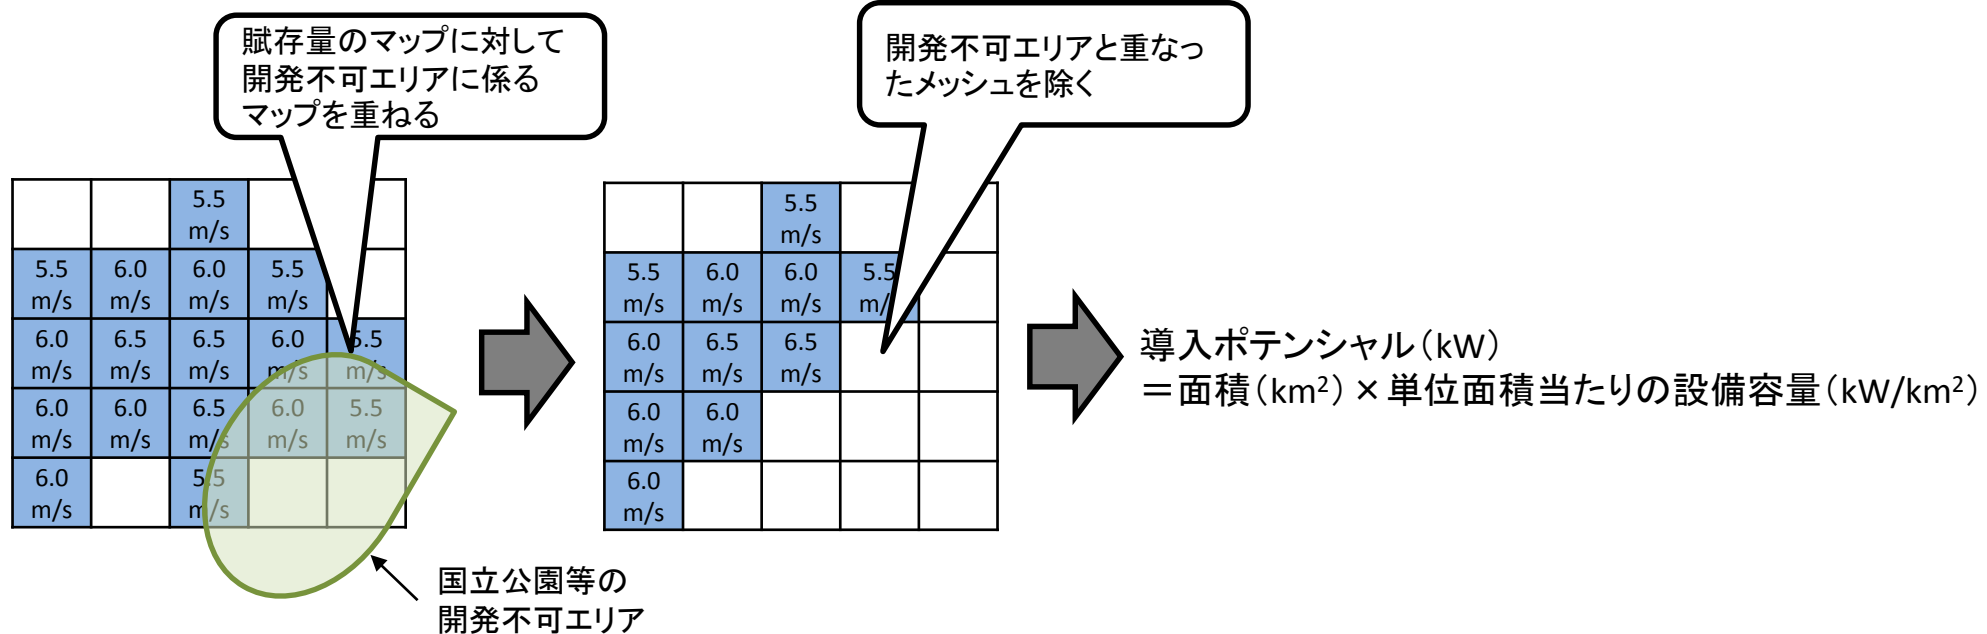 賦存量のマップに対して
開発不可エリアに係る
マップを重ねる
開発不可エリアと重なっ
たメッシュを除く
5.5
m/s
5.5 6.0 6.0 5.5
m/s m/s m/s m/s
6.0 6.5 6.5 6.0 5.5
m/s m/s m/s m/s m/s
6.0 6.0 6.5 6.0 5.5
m/s m/s m/s m/s m/s
6.0 5.5
m/s m/s
国立公園等の
開発不可エリア
5.5
m/s
5.5 6.0 6.0 5.5
m/s m/s m/s m/
6.0 6.5 6.5
m/s m/s m/s
6.0 6.0
m/s m/s
6.0
m/s
導入ポテンシャル（kW）
＝面積（km²）×単位面積当たりの設備容量（kW/km²）